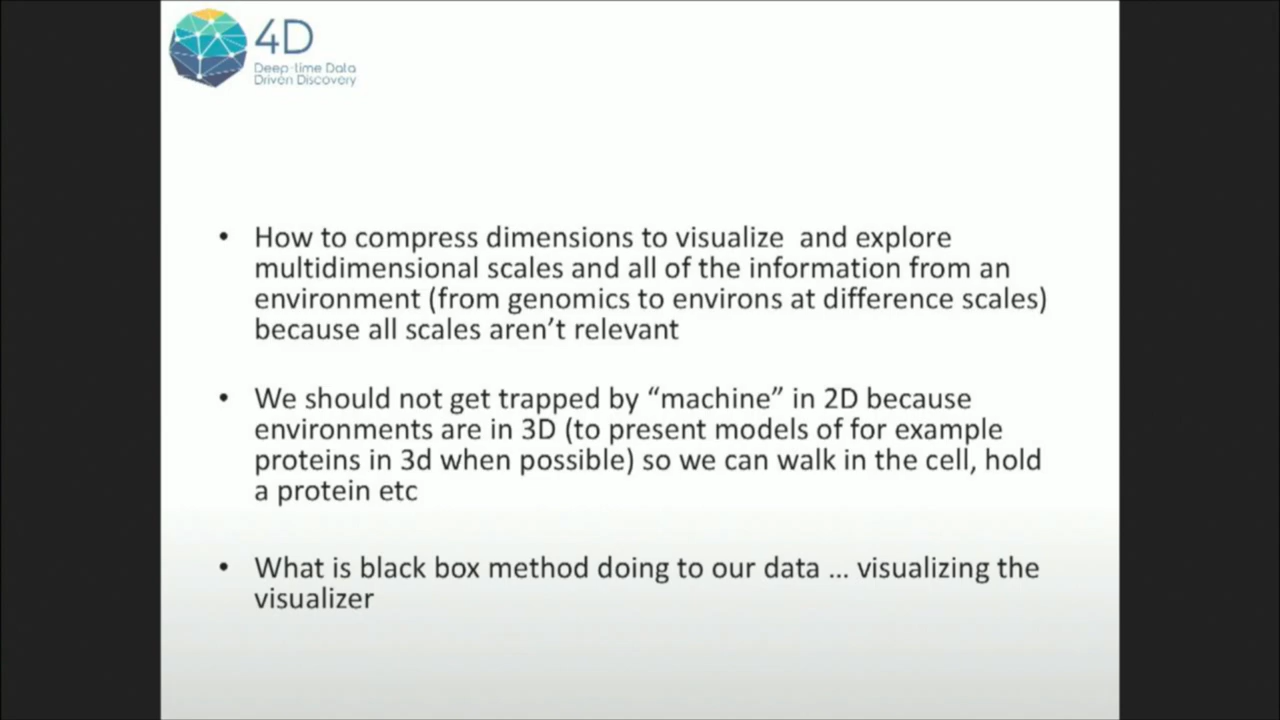 4D
Deep-time Data
Driven Discovery
• How to compress dimensions to visualize  and explore
multidimensional scales and all of the information from an
environment (from genomics to environs at difference scales)
because all scales aren’t relevant
• We should not get trapped by “machine” in 2D because
environments are in 3D (to present models of for example
proteins in 3d when possible) so we can walk in the cell, hold
a protein etc
• What is black box method doing to our data … visualizing the
visualizer